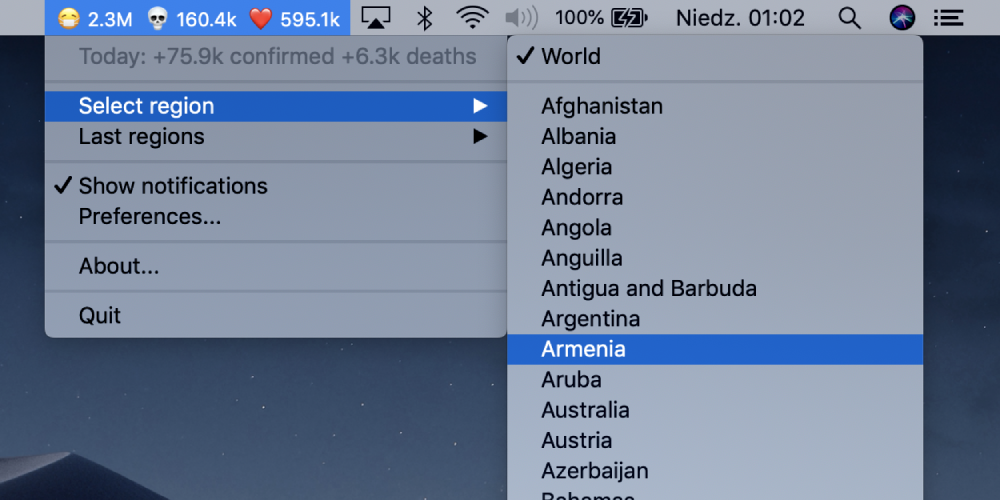 😷 2.3M 💀 160.4k ❤️ 595.1k 100% Niedz. 01:02
Today: +75.9k confirmed +6.3k deaths
Select region
Last regions
Show notifications
Preferences...
About...
Quit
World
Afghanistan
Albania
Algeria
Andorra
Angola
Anguilla
Antigua and Barbuda
Argentina
Armenia
Aruba
Australia
Austria
Azerbaijan